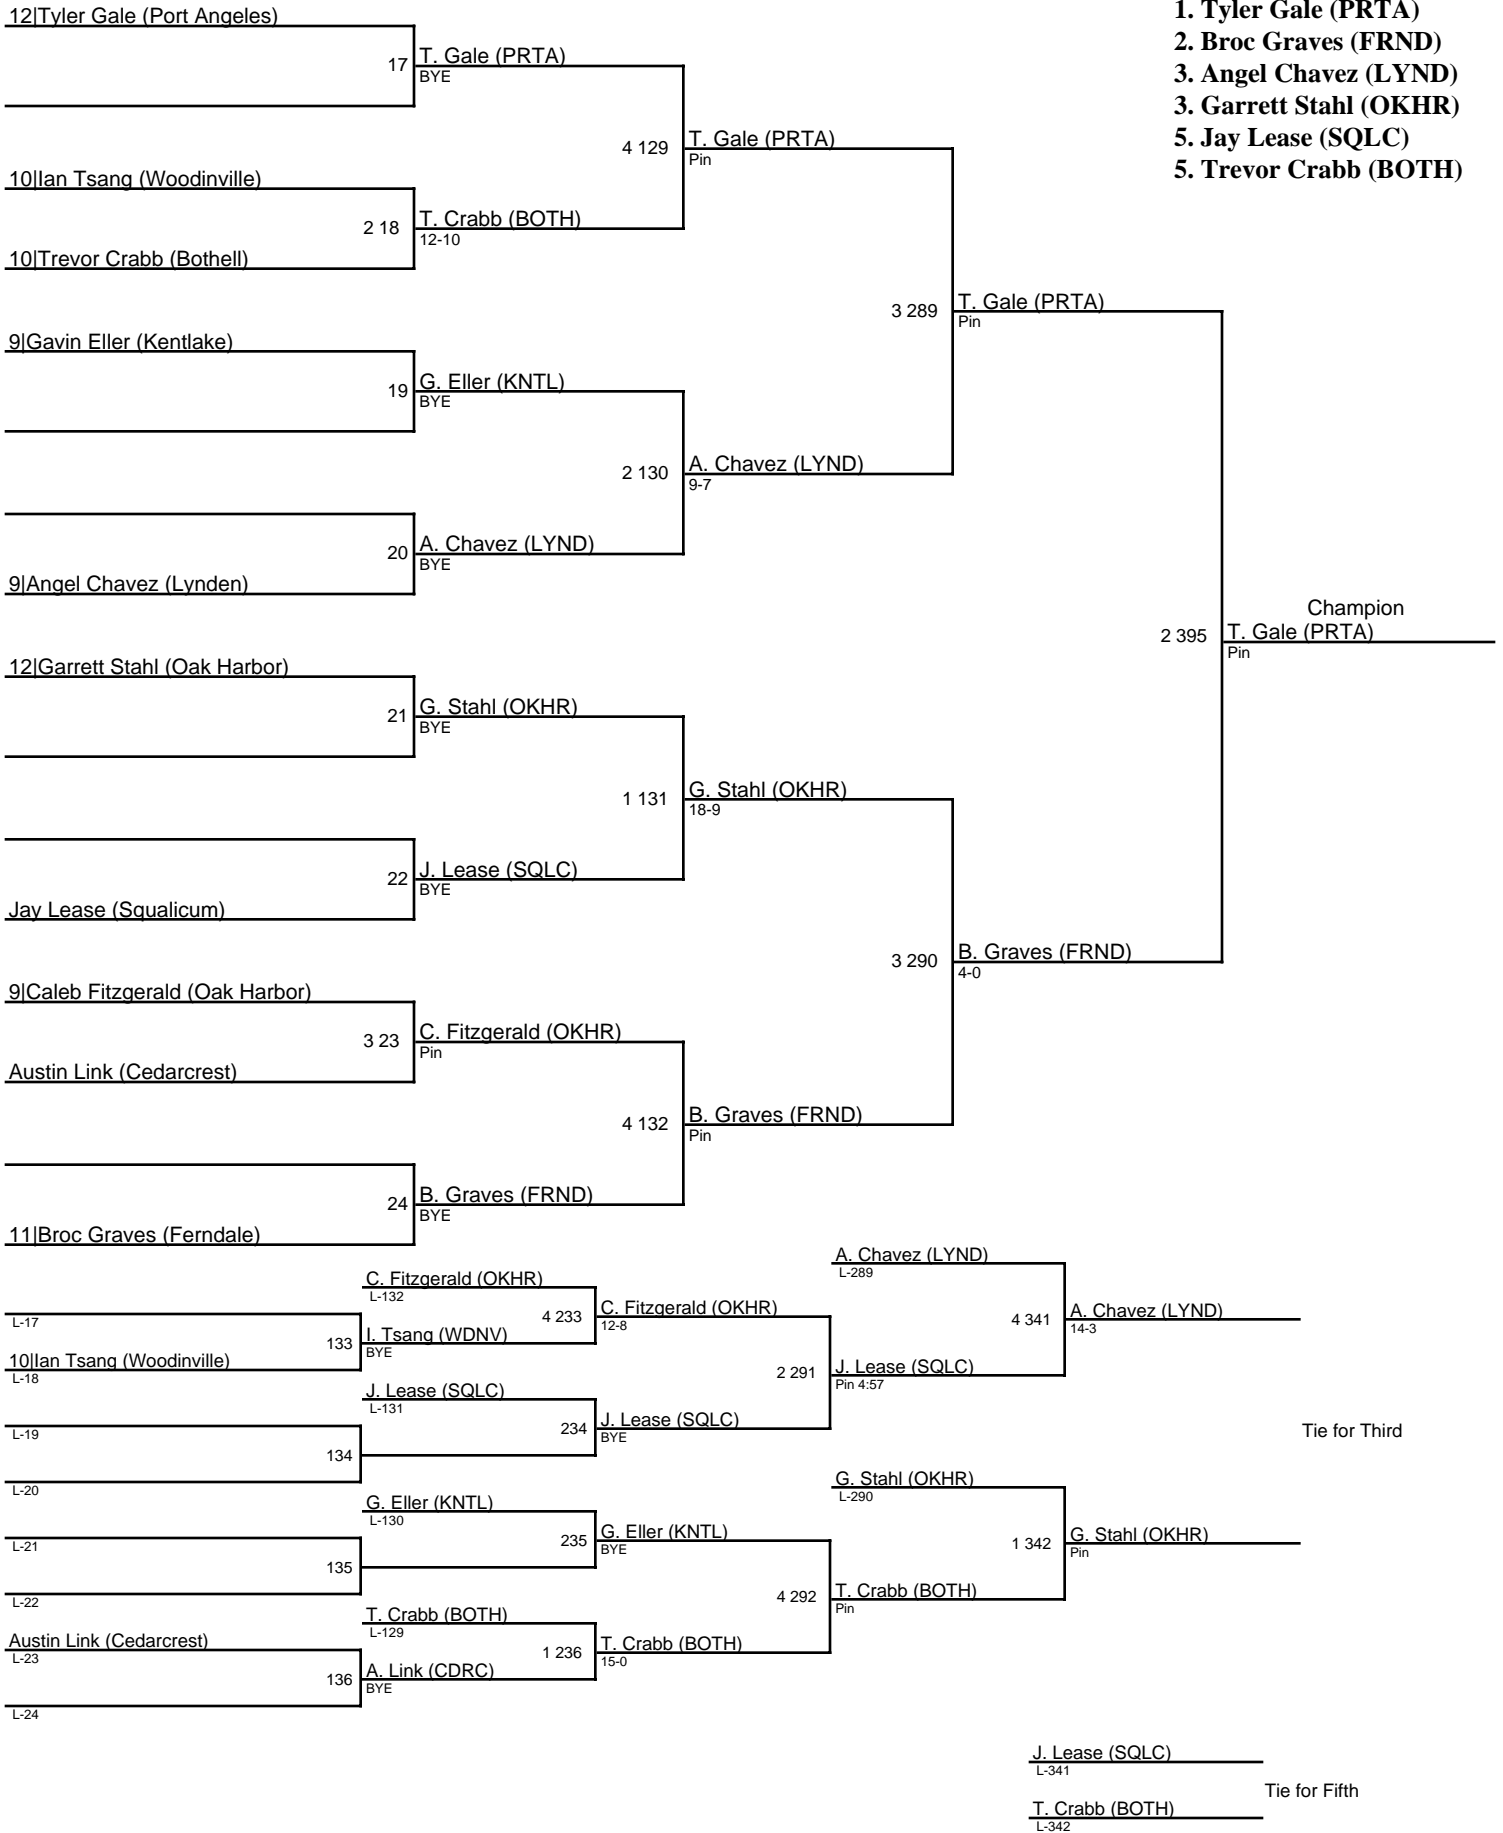 12|Tyler Gale (Port Angeles)
17
T. Gale (PRTA)
BYE
1. Tyler Gale (PRTA)
2. Broc Graves (FRND)
3. Angel Chavez (LYND)
3. Garrett Stahl (OKHR)
5. Jay Lease (SQLC)
5. Trevor Crabb (BOTH)
4 129
T. Gale (PRTA)
Pin
10|Ian Tsang (Woodinville)
2 18
T. Crabb (BOTH)
12-10
10|Trevor Crabb (Bothell)
3 289
T. Gale (PRTA)
Pin
9|Gavin Eller (Kentlake)
19
G. Eller (KNTL)
BYE
2 130
A. Chavez (LYND)
9-7
20
A. Chavez (LYND)
BYE
9|Angel Chavez (Lynden)
Champion
2 395
T. Gale (PRTA)
Pin
12|Garrett Stahl (Oak Harbor)
21
G. Stahl (OKHR)
BYE
1 131
G. Stahl (OKHR)
18-9
22
J. Lease (SQLC)
BYE
Jay Lease (Squalicum)
3 290
B. Graves (FRND)
4-0
9|Caleb Fitzgerald (Oak Harbor)
3 23
C. Fitzgerald (OKHR)
Pin
Austin Link (Cedarcrest)
4 132
B. Graves (FRND)
Pin
24
B. Graves (FRND)
BYE
11|Broc Graves (Ferndale)
A. Chavez (LYND)
L-289
C. Fitzgerald (OKHR)
L-132
4 233
C. Fitzgerald (OKHR)
12-8
4 341
A. Chavez (LYND)
14-3
L-17
133
I. Tsang (WDNV)
BYE
10|Ian Tsang (Woodinville)
L-18
2 291
J. Lease (SQLC)
Pin 4:57
J. Lease (SQLC)
L-131
234
J. Lease (SQLC)
BYE
L-19
134
L-20
Tie for Third
G. Stahl (OKHR)
L-290
G. Eller (KNTL)
L-130
235
G. Eller (KNTL)
BYE
1 342
G. Stahl (OKHR)
Pin
L-21
135
L-22
4 292
T. Crabb (BOTH)
Pin
T. Crabb (BOTH)
L-129
1 236
T. Crabb (BOTH)
15-0
Austin Link (Cedarcrest)
L-23
136
A. Link (CDRC)
BYE
L-24
J. Lease (SQLC)
L-341
Tie for Fifth
T. Crabb (BOTH)
L-342